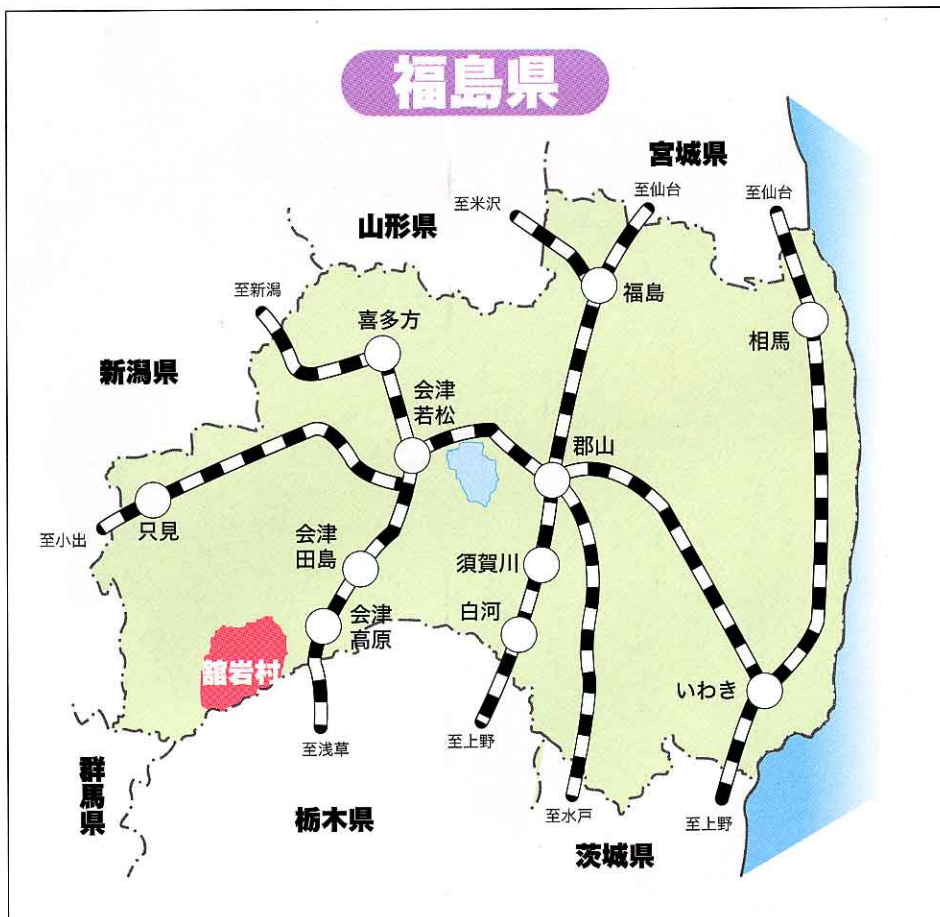 福島県
宮城県
至米沢
至仙台
至仙台
山形県
至新潟
福島
喜多方
相馬
新潟県
会津
若松
郡山
只見
至小出
会津
田島
須賀川
白河
会津
高原
舘岩村
いわき
至浅草
至上野
群馬県
栃木県
至水戸
至上野
茨城県